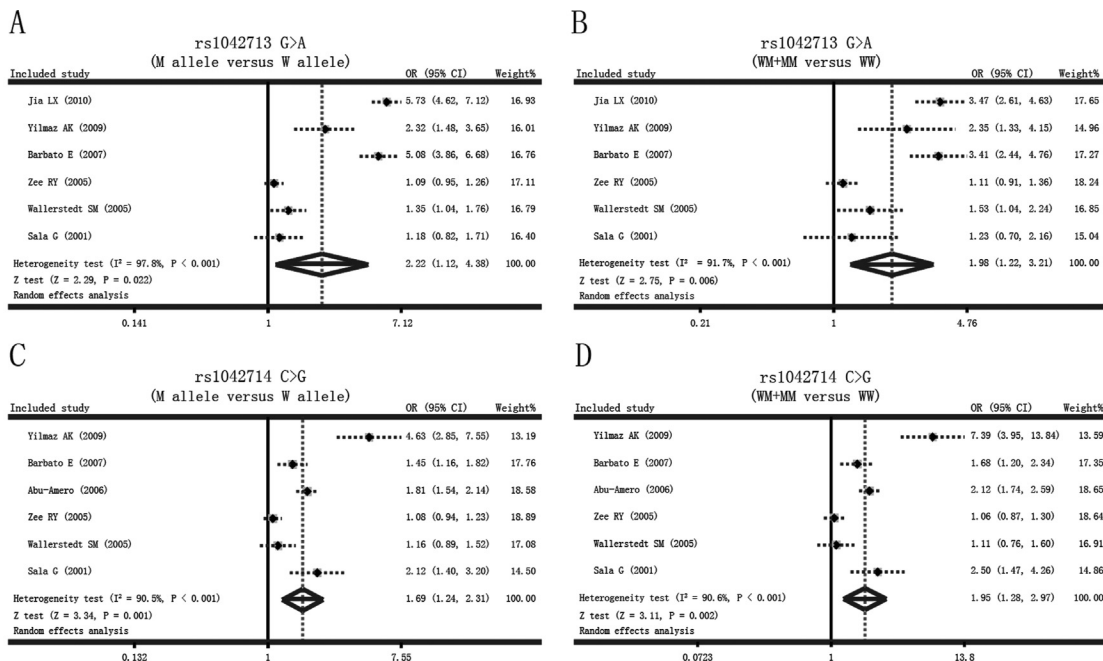 A
rs1042713 G>A
(M allele versus W allele)
Included study OR (95% CI) Weight%
Jia LX (2010) 5.73 (4.62, 7.12) 16.93
Yilmaz AK (2009) 2.32 (1.48, 3.65) 16.01
Barbato E (2007) 5.08 (3.86, 6.68) 16.76
Zee RY (2005) 1.09 (0.95, 1.26) 17.11
Wallerstedt SM (2005) 1.35 (1.04, 1.76) 16.79
Sala G (2001) 1.18 (0.82, 1.71) 16.40
Heterogeneity test (I² = 97.8%, P < 0.001) 2.22 (1.12, 4.38) 100.00
Z test (Z = 2.29, P = 0.022)
Random effects analysis
0.141 1 7.12
B
rs1042713 G>A
(WM+MM versus WW)
Included study OR (95% CI) Weight%
Jia LX (2010) 3.47 (2.61, 4.63) 17.65
Yilmaz AK (2009) 2.35 (1.33, 4.15) 14.96
Barbato E (2007) 3.41 (2.44, 4.76) 17.27
Zee RY (2005) 1.11 (0.91, 1.36) 18.24
Wallerstedt SM (2005) 1.53 (1.04, 2.24) 16.85
Sala G (2001) 1.23 (0.70, 2.16) 15.04
Heterogeneity test (I² = 91.7%, P < 0.001) 1.98 (1.22, 3.21) 100.00
Z test (Z = 2.75, P = 0.006)
Random effects analysis
0.21 1 4.76
C
rs1042714 C>G
(M allele versus W allele)
Included study OR (95% CI) Weight%
Yilmaz AK (2009) 4.63 (2.85, 7.55) 13.19
Barbato E (2007) 1.45 (1.16, 1.82) 17.76
Abu-Amero (2006) 1.81 (1.54, 2.14) 18.58
Zee RY (2005) 1.08 (0.94, 1.23) 18.89
Wallerstedt SM (2005) 1.16 (0.89, 1.52) 17.08
Sala G (2001) 2.12 (1.40, 3.20) 14.50
Heterogeneity test (I² = 90.5%, P < 0.001) 1.69 (1.24, 2.31) 100.00
Z test (Z = 3.34, P = 0.001)
Random effects analysis
0.132 1 7.55
D
rs1042714 C>G
(WM+MM versus WW)
Included study OR (95% CI) Weight%
Yilmaz AK (2009) 7.39 (3.95, 13.84) 13.59
Barbato E (2007) 1.68 (1.20, 2.34) 17.35
Abu-Amero (2006) 2.12 (1.74, 2.59) 18.65
Zee RY (2005) 1.06 (0.87, 1.30) 18.64
Wallerstedt SM (2005) 1.11 (0.76, 1.60) 16.91
Sala G (2001) 2.50 (1.47, 4.26) 14.86
Heterogeneity test (I² = 90.6%, P < 0.001) 1.95 (1.28, 2.97) 100.00
Z test (Z = 3.11, P = 0.002)
Random effects analysis
0.0723 1 13.8